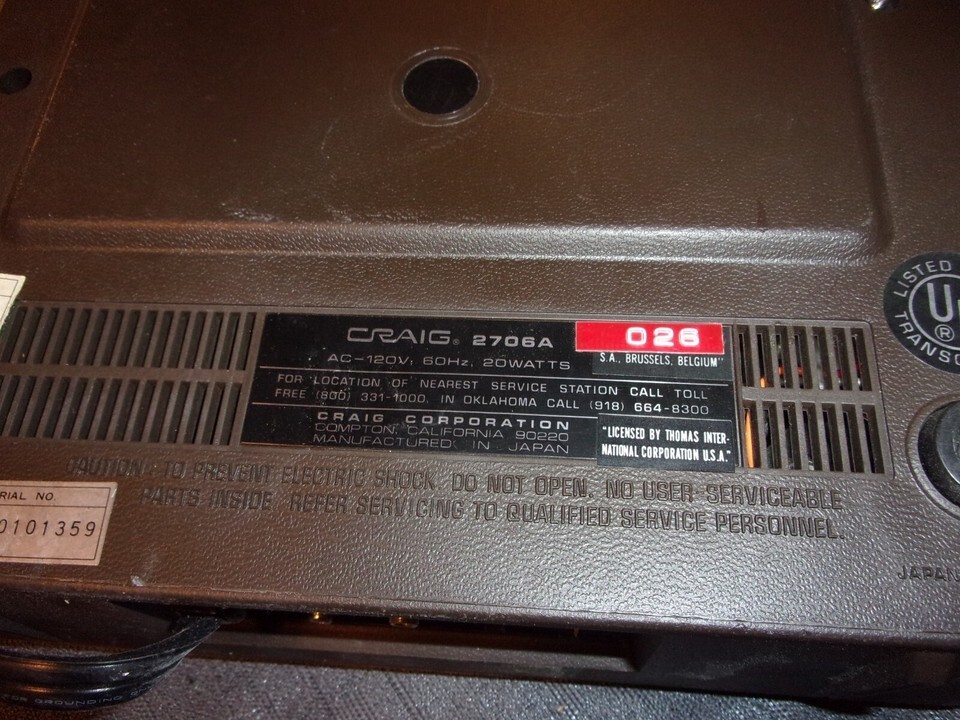 LISTED
U
®
TRANSC
CRAIG® 2706A
AC-120V, 60Hz, 20WATTS
026
S.A., BRUSSELS, BELGIUM"
FOR LOCATION OF NEAREST SERVICE STATION CALL TOLL
FREE (800) 331-1000, IN OKLAHOMA CALL (918) 664-8300
CRAIG CORPORATION
COMPTON, CALIFORNIA 90220
MANUFACTURED IN JAPAN
"LICENSED BY THOMAS INTER-
NATIONAL CORPORATION U.S.A."
CAUTION: TO PREVENT ELECTRIC SHOCK, DO NOT OPEN. NO USER SERVICEABLE
PARTS INSIDE. REFER SERVICING TO QUALIFIED SERVICE PERSONNEL.
RIAL NO.
0101359
JAPAN
FOR GROUNDING